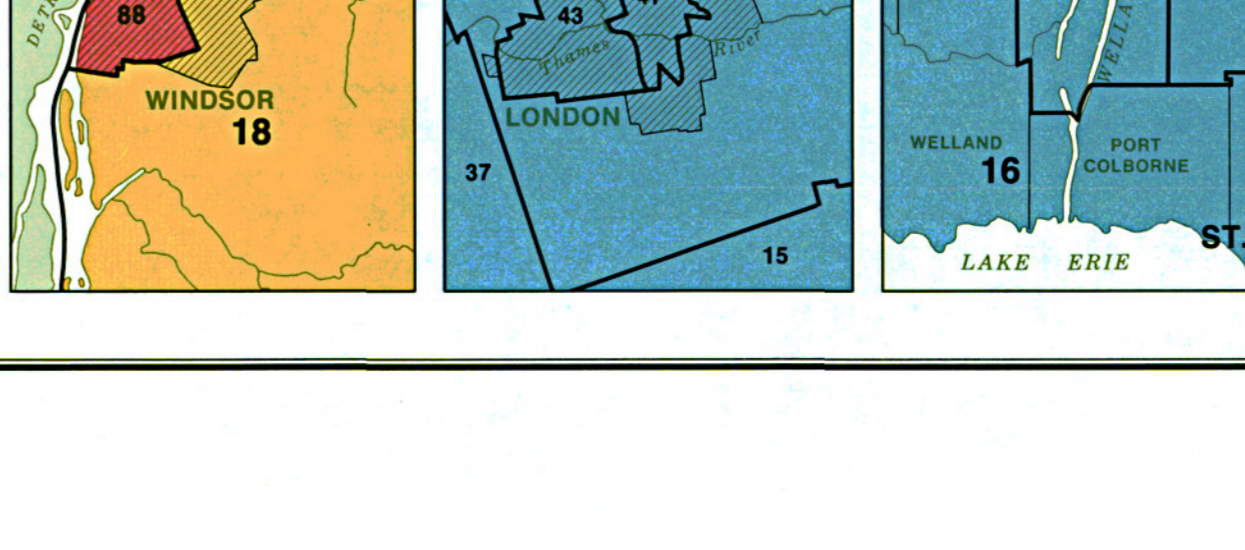 88
WINDSOR
18
43
Thames
River
LONDON
37
15
WELLAND
16
PORT
COLBORNE
LAKE ERIE
ST.